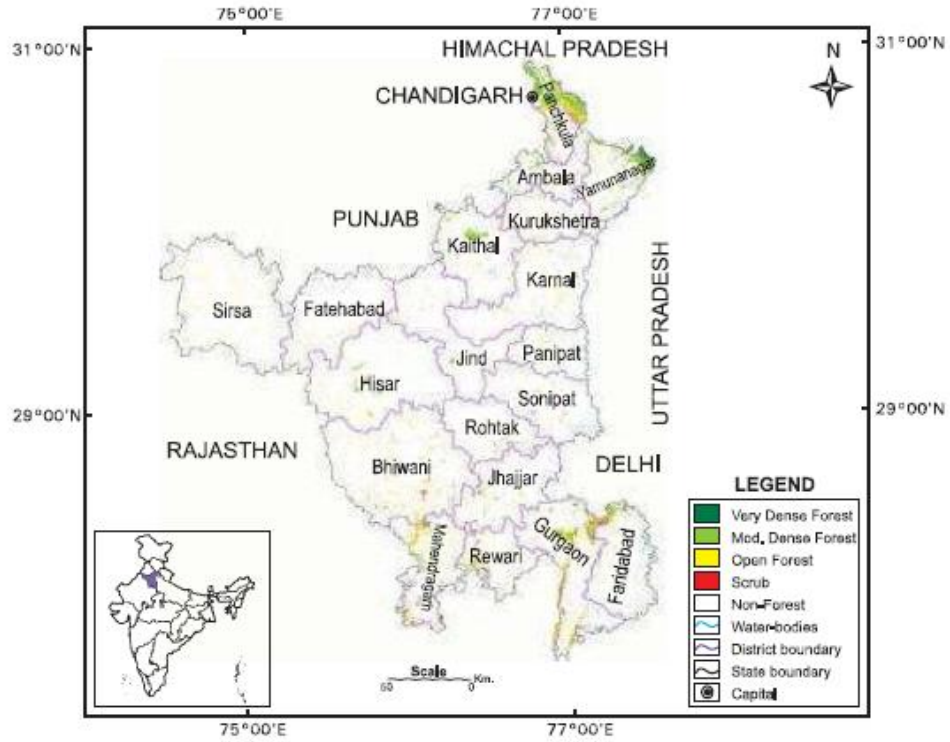 75°00'E 77°00'E
31°00'N 31°00'N
HIMACHAL PRADESH
N
CHANDIGARH
Panchkula
Ambala
Yamunanagar
PUNJAB
Kurukshetra
Kaithal
Karnal
UTTAR PRADESH
Sirsa
Fatehabad
Jind
Panipat
Hisar
Sonipat
29°00'N 29°00'N
Rohtak
RAJASTHAN
Bhiwani
Jhajjar
DELHI
Mahendragarh
Rewari
Gurgaon
Faridabad
LEGEND
Very Dense Forest
Mod. Dense Forest
Open Forest
Scrub
Non-Forest
Water-bodies
District boundary
State boundary
Capital
Scale
50 0 Km.
75°00'E 77°00'E